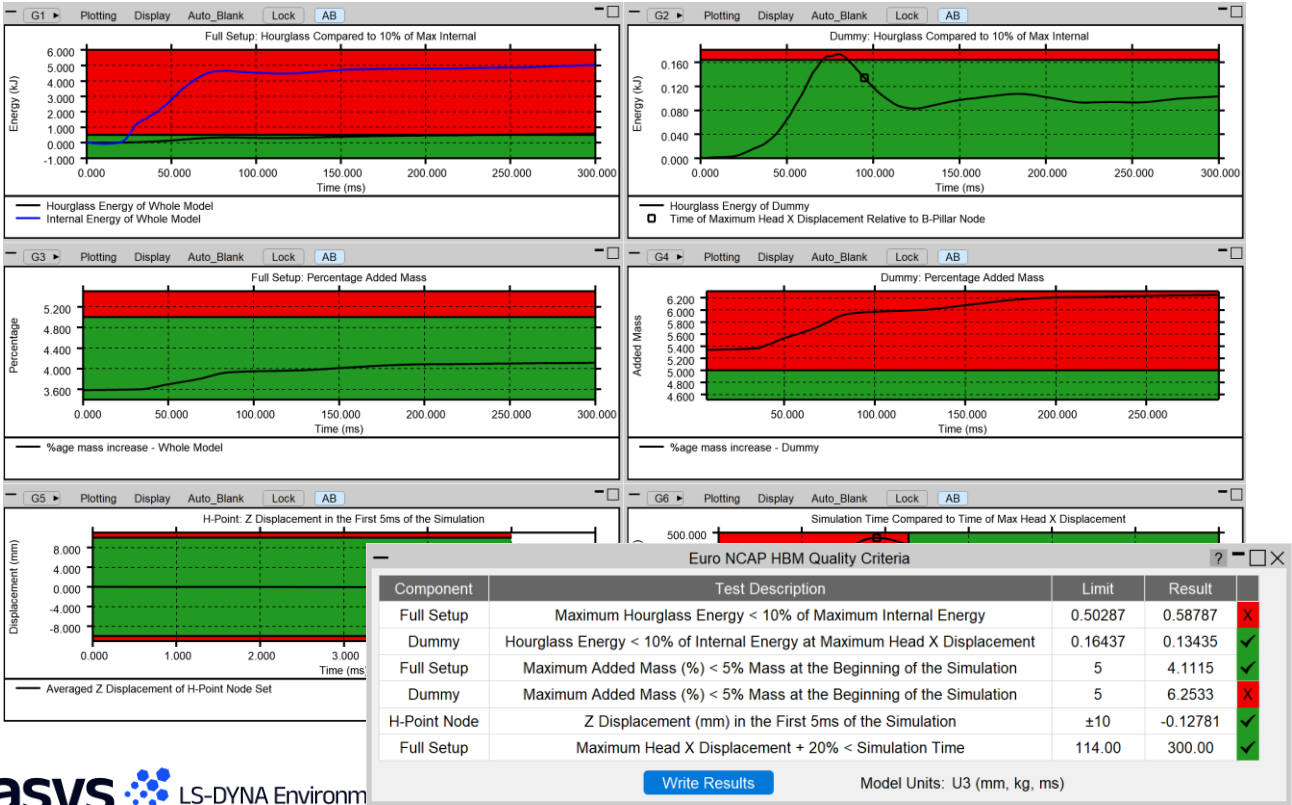 G1 Plotting Display Auto_Blank Lock AB
Full Setup: Hourglass Compared to 10% of Max Internal
Energy (kJ)
6.000
5.000
4.000
3.000
2.000
1.000
0.000
-1.000
0.000 50.000 100.000 150.000 200.000 250.000 300.000
Time (ms)
Hourglass Energy of Whole Model
Internal Energy of Whole Model
G2 Plotting Display Auto_Blank Lock AB
Dummy: Hourglass Compared to 10% of Max Internal
Energy (kJ)
0.160
0.120
0.080
0.040
0.000
0.000 50.000 100.000 150.000 200.000 250.000 300.000
Time (ms)
Hourglass Energy of Dummy
Time of Maximum Head X Displacement Relative to B-Pillar Node
G3 Plotting Display Auto_Blank Lock AB
Full Setup: Percentage Added Mass
Percentage
5.200
4.800
4.400
4.000
3.600
0.000 50.000 100.000 150.000 200.000 250.000 300.000
Time (ms)
%age mass increase - Whole Model
G4 Plotting Display Auto_Blank Lock AB
Dummy: Percentage Added Mass
Added Mass
6.200
6.000
5.800
5.600
5.400
5.200
5.000
4.800
4.600
50.000 100.000 150.000 200.000 250.000
Time (ms)
%age mass increase - Dummy
G5 Plotting Display Auto_Blank Lock AB
H-Point: Z Displacement in the First 5ms of the Simulation
Displacement (mm)
8.000
4.000
0.000
-4.000
-8.000
0.000 1.000 2.000 3.000
Time (ms
Averaged Z Displacement of H-Point Node Set
G6 Plotting Display Auto_Blank Lock AB
Simulation Time Compared to Time of Max Head X Displacement
500.000
Euro NCAP HBM Quality Criteria ?
Component Test Description Limit Result
Full Setup Maximum Hourglass Energy < 10% of Maximum Internal Energy 0.50287 0.58787 X
Dummy Hourglass Energy < 10% of Internal Energy at Maximum Head X Displacement 0.16437 0.13435 ✓
Full Setup Maximum Added Mass (%) < 5% Mass at the Beginning of the Simulation 5 4.1115 ✓
Dummy Maximum Added Mass (%) < 5% Mass at the Beginning of the Simulation 5 6.2533 X
H-Point Node Z Displacement (mm) in the First 5ms of the Simulation ±10 -0.12781 ✓
Full Setup Maximum Head X Displacement + 20% < Simulation Time 114.00 300.00 ✓
Write Results Model Units: U3 (mm, kg, ms)
asys LS-DYNA Environm